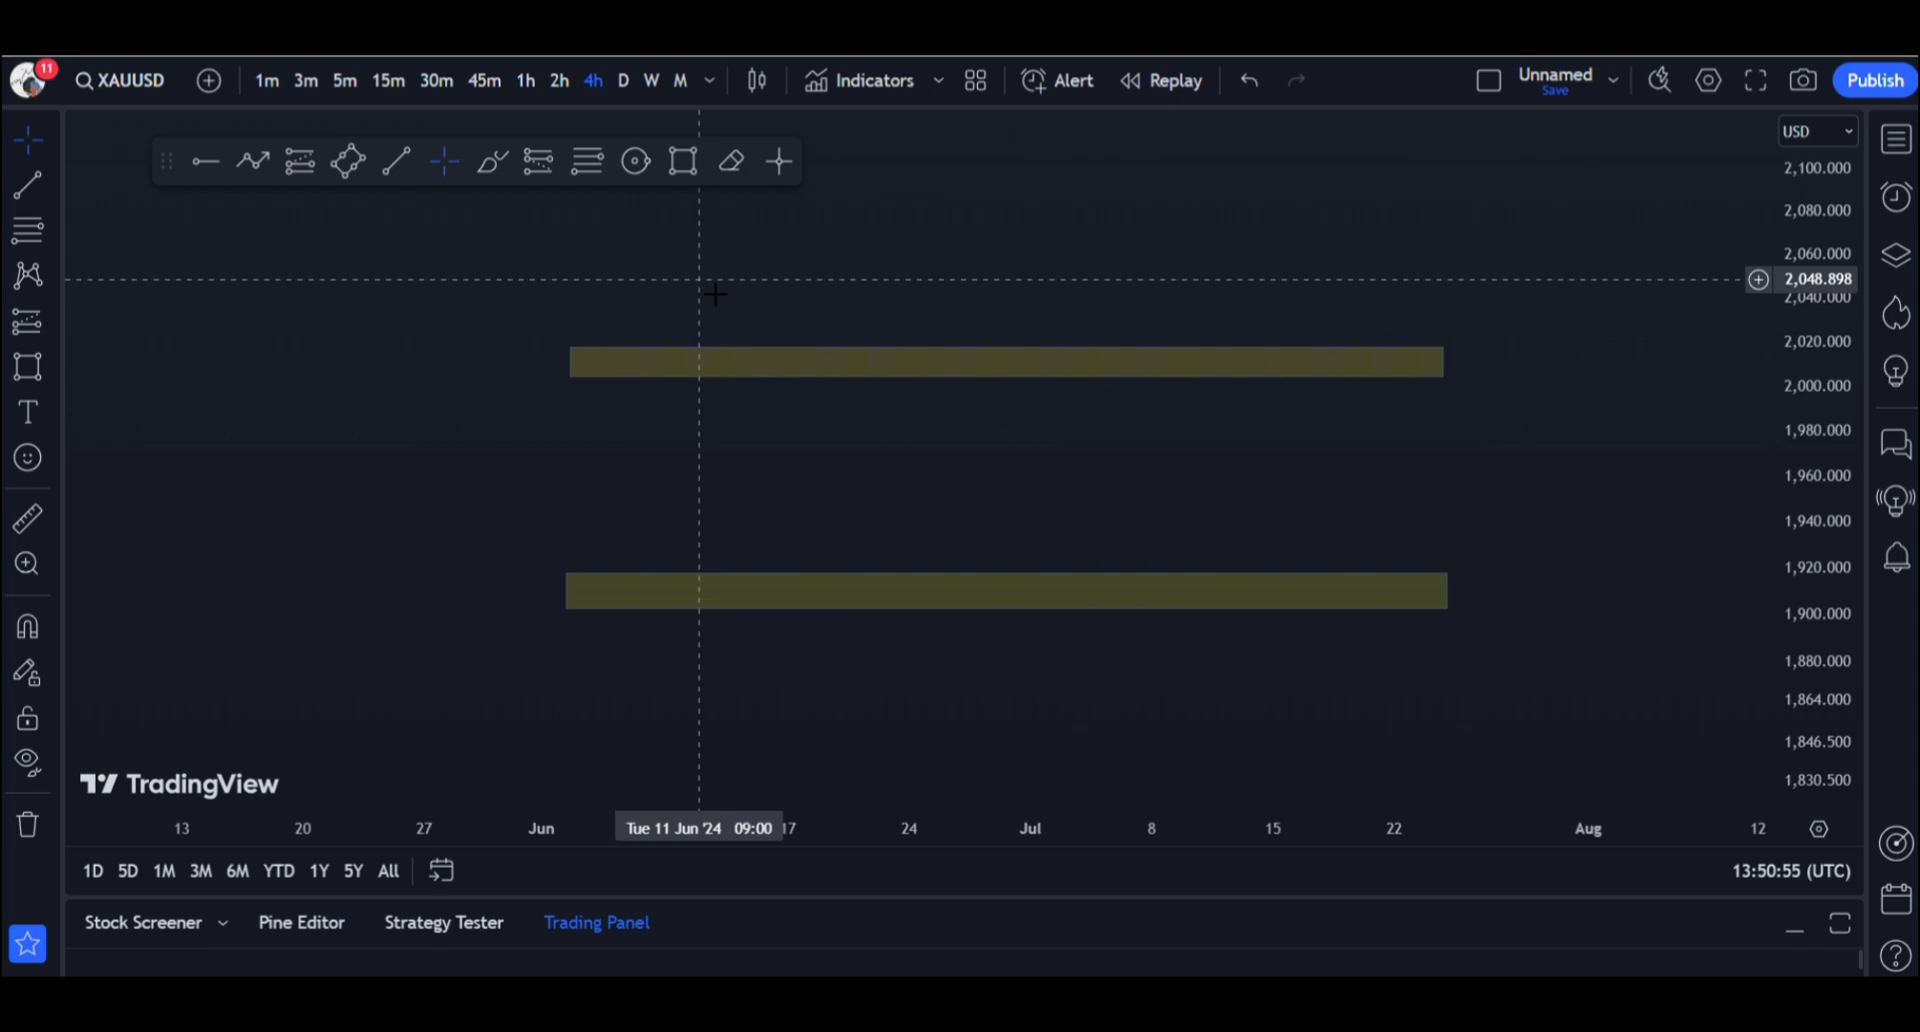 11
XAUUSD 1m 3m 5m 15m 30m 45m 1h 2h 4h D W M Indicators Alert Replay Unnamed Save Publish
USD
2,100.000
2,080.000
2,060.000
2,048.898
2,040.000
2,020.000
2,000.000
1,980.000
1,960.000
1,940.000
1,920.000
1,900.000
1,880.000
1,864.000
1,846.500
1,830.500
T
TradingView
13 20 27 Jun Tue 11 Jun '24 09:00 17 24 Jul 8 15 22 Aug 12
1D 5D 1M 3M 6M YTD 1Y 5Y All 13:50:55 (UTC)
Stock Screener Pine Editor Strategy Tester Trading Panel